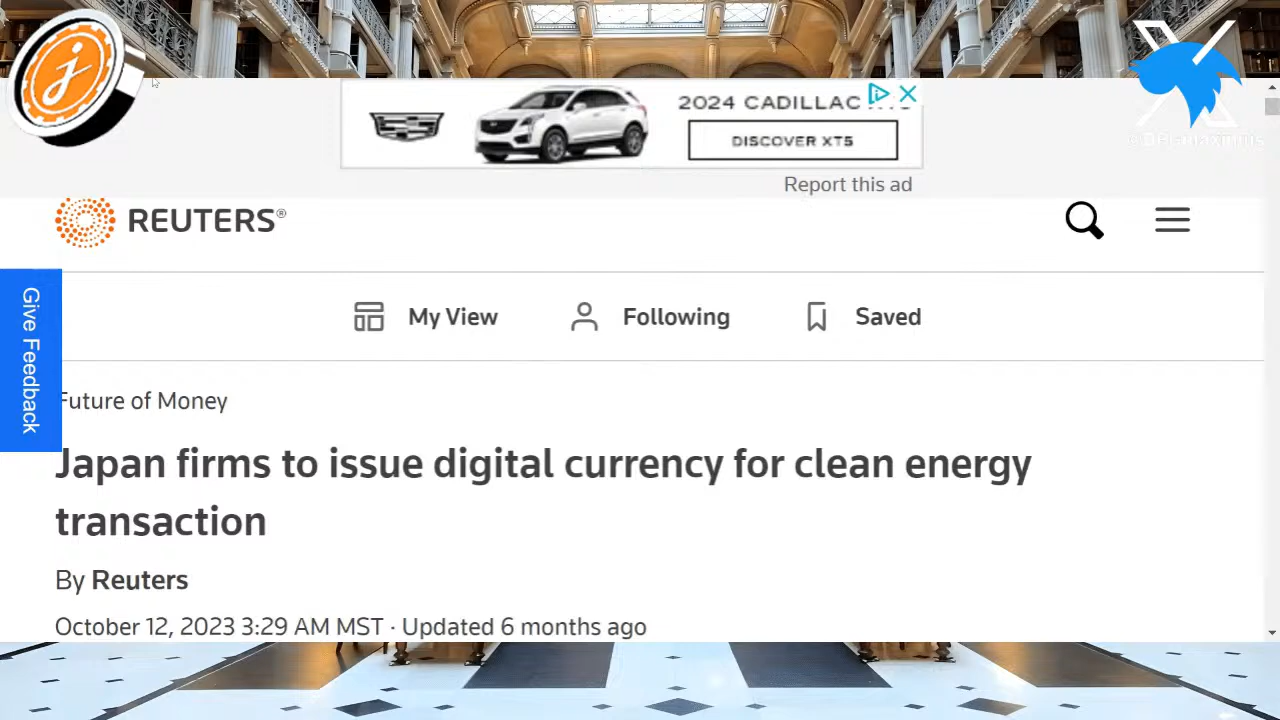 2024 CADILLAC
DISCOVER XT5
Report this ad
REUTERS®
My View
Following
Saved
Give Feedback
Future of Money
Japan firms to issue digital currency for clean energy
transaction
By Reuters
October 12, 2023 3:29 AM MST · Updated 6 months ago